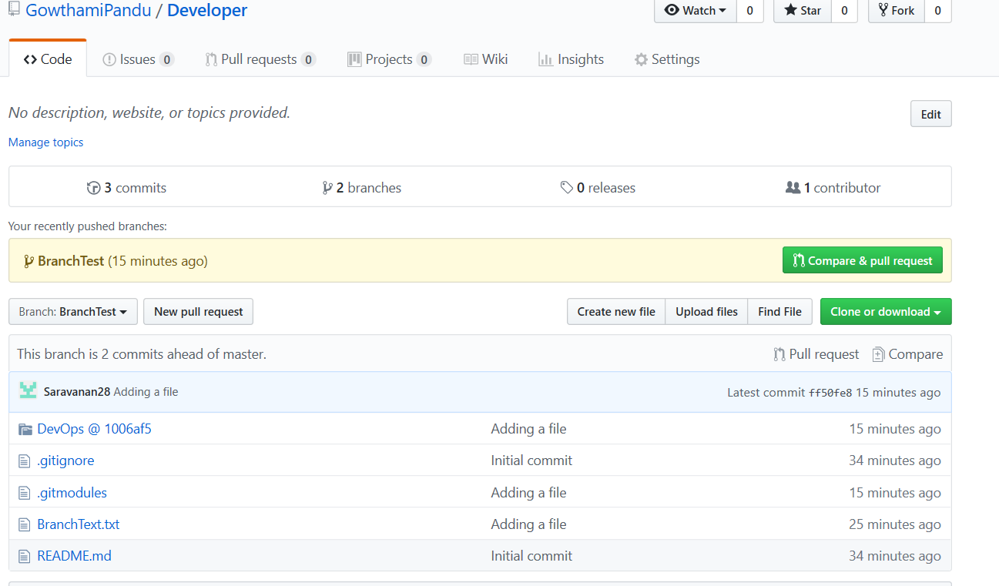 GowthamiPandu / Developer Watch 0 Star 0 Fork 0
Code Issues 0 Pull requests 0 Projects 0 Wiki Insights Settings
No description, website, or topics provided. Edit
Manage topics
3 commits 2 branches 0 releases 1 contributor
Your recently pushed branches:
BranchTest (15 minutes ago) Compare & pull request
Branch: BranchTest New pull request Create new file Upload files Find File Clone or download
This branch is 2 commits ahead of master. Pull request Compare
Saravanan28 Adding a file Latest commit ff50fe8 15 minutes ago
DevOps @ 1006af5 Adding a file 15 minutes ago
.gitignore Initial commit 34 minutes ago
.gitmodules Adding a file 15 minutes ago
BranchText.txt Adding a file 25 minutes ago
README.md Initial commit 34 minutes ago